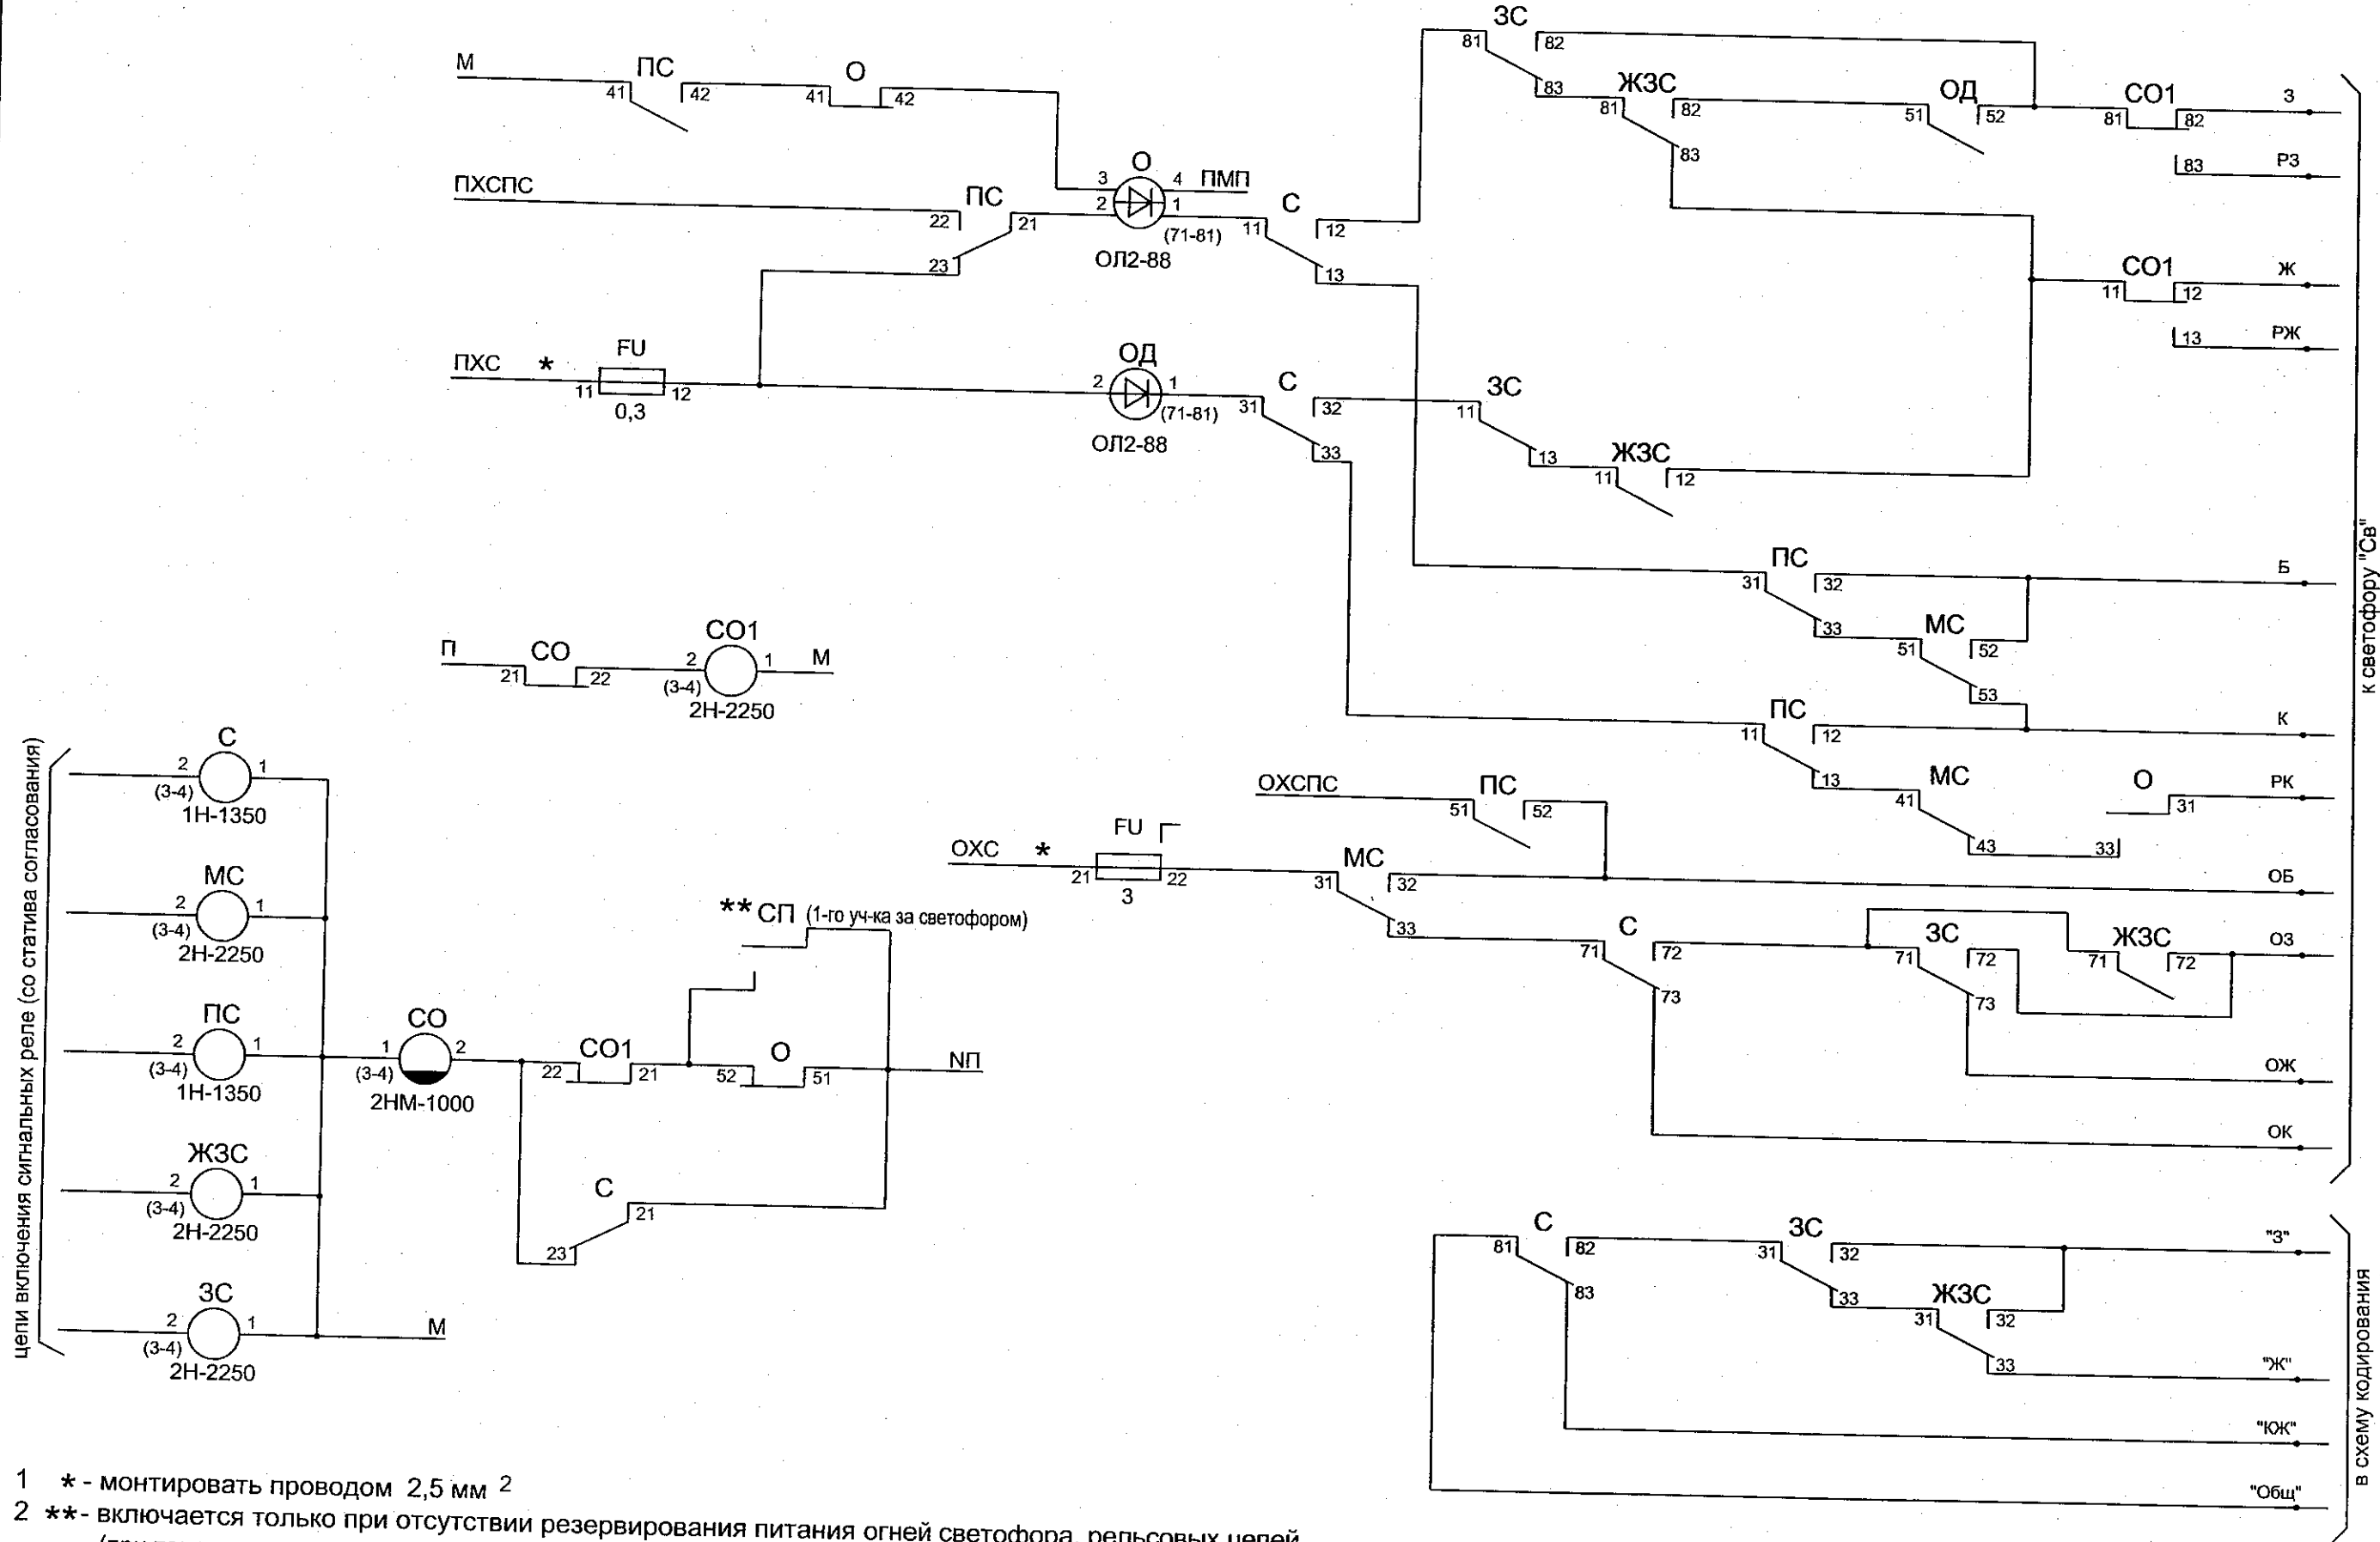 ЗС
81 82
83
ЖЗС
81 82
83
ОД
51 52
СО1
81 82
З
83 РЗ
М
ПС
41 42
О
41 42
О
3 4 ПМП
2 1
(71-81)
ОЛ2-88
ПХСПС
ПС
22 21
23
С
11 12
13
СО1
11 12
Ж
13 РЖ
ПХС *
FU
11 12
0,3
ОД
2 1
(71-81)
ОЛ2-88
С
31 32
33
ЗС
11
13
ЖЗС
11 12
ПС
31 32
33
Б
МС
51 52
53
ПС
11 12
13
К
МС
41
43 33
О
31
РК
П
СО
21 22
СО1
2 1
(3-4)
2Н-2250
М
ОХСПС
ПС
51 52
ОХС *
FU
21 22
3
МС
31 32
33
ОБ
С
71 72
73
ЗС
71 72
73
ЖЗС
71 72
ОЗ
ОЖ
ОК
к светофору "Св"
цепи включения сигнальных реле (со статива согласования)
С
2 1
(3-4)
1Н-1350
МС
2 1
(3-4)
2Н-2250
ПС
2 1
(3-4)
1Н-1350
ЖЗС
2 1
(3-4)
2Н-2250
ЗС
2 1
(3-4)
2Н-2250
М
СО
1 2
(3-4)
2НМ-1000
** СП (1-го уч-ка за светофором)
СО1
22 21
О
52 51
NП
С
21
23
С
81 82
83
ЗС
31 32
33
ЖЗС
31 32
33
"З"
"Ж"
"КЖ"
"Общ"
в схему кодирования
1 * - монтировать проводом 2,5 мм 2
2 **- включается только при отсутствии резервирования питания огней светофора, рельсовых цепей